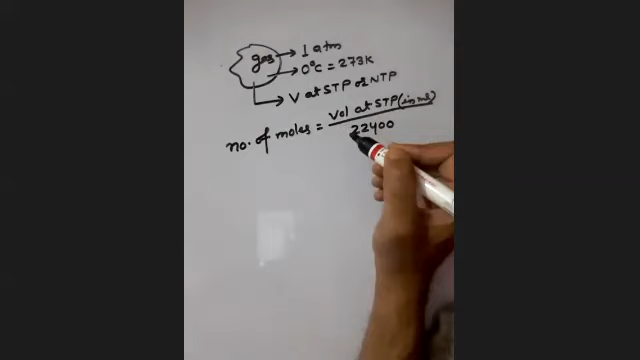 gas
1 atm
0°C = 273K
V at STP or NTP
no. of moles = Vol at STP (in ml)
22400